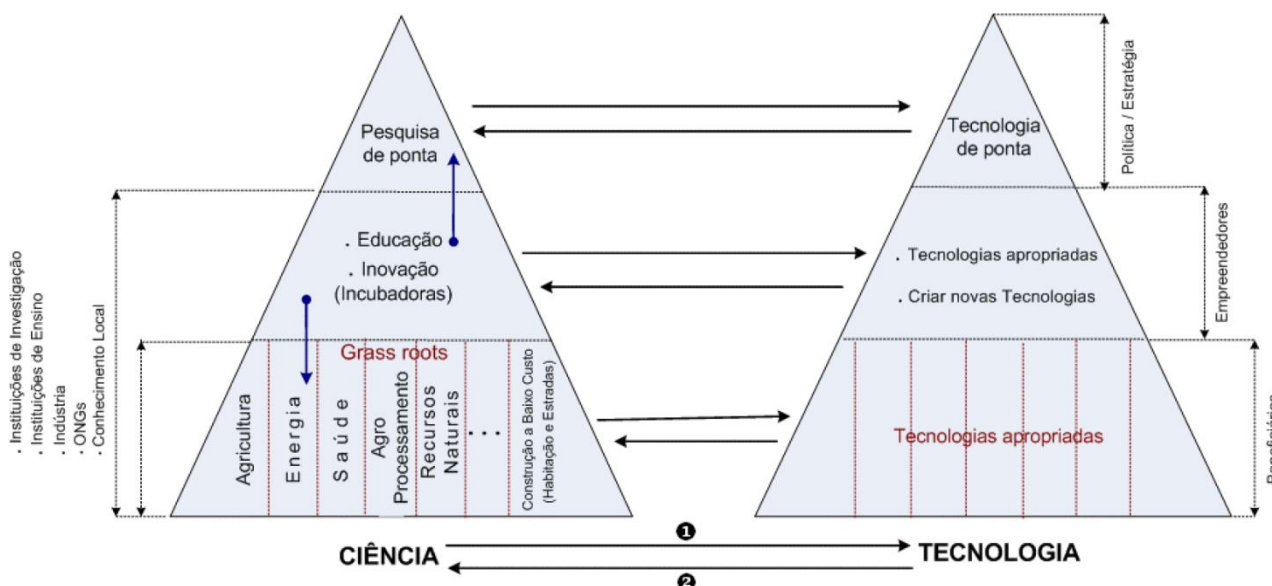 Pesquisa
de ponta
. Educação
. Inovação
(Incubadoras)
Grass roots
Agricultura
Energia
Saúde
Agro
Processamento
Recursos
Naturais
...
Construção a Baixo Custo
(Habitação e Estradas)
. Instituições de Investigação
. Instituições de Ensino
. Indústria
. ONGs
. Conhecimento Local
Tecnologia
de ponta
. Tecnologias apropriadas
. Criar novas Tecnologias
Tecnologias apropriadas
Política / Estratégia
Empreendedores
Beneficiários
❶
CIÊNCIA
TECNOLOGIA
❷